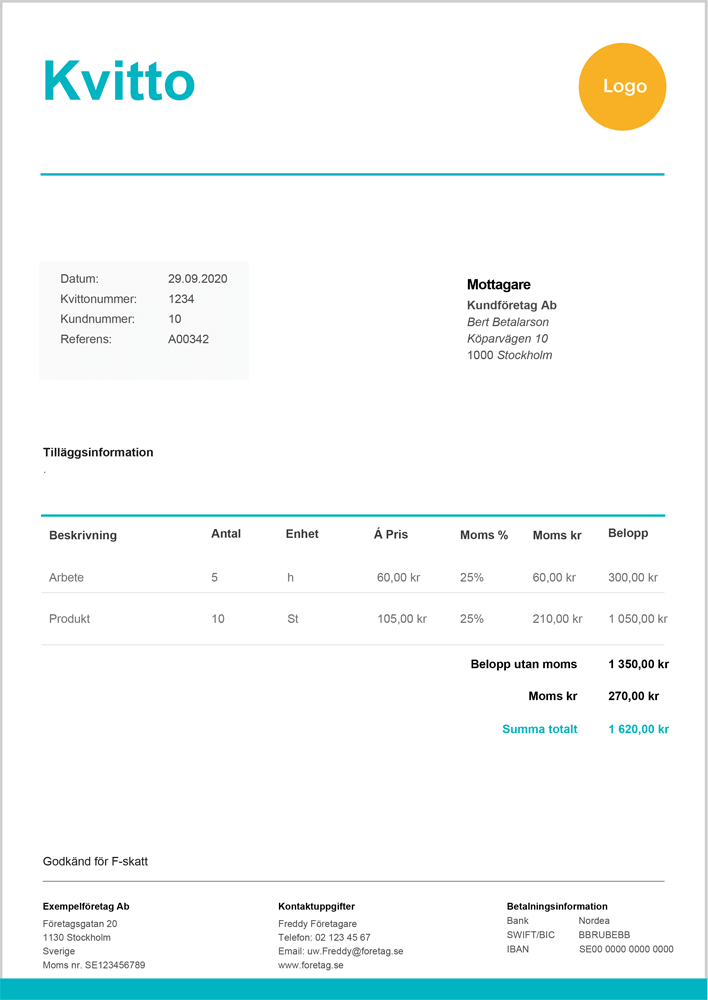 Kvitto
Logo
Datum: 29.09.2020
Kvittonummer: 1234
Kundnummer: 10
Referens: A00342
Mottagare
Kundföretag Ab
Bert Betalarson
Köparvägen 10
1000 Stockholm
Tilläggsinformation
.
Beskrivning Antal Enhet Á Pris Moms % Moms kr Belopp
Arbete 5 h 60,00 kr 25% 60,00 kr 300,00 kr
Produkt 10 St 105,00 kr 25% 210,00 kr 1 050,00 kr
Belopp utan moms 1 350,00 kr
Moms kr 270,00 kr
Summa totalt 1 620,00 kr
Godkänd för F-skatt
Exempelföretag Ab
Företagsgatan 20
1130 Stockholm
Sverige
Moms nr. SE123456789
Kontaktuppgifter
Freddy Företagare
Telefon: 02 123 45 67
Email: uw.Freddy@foretag.se
www.foretag.se
Betalningsinformation
Bank Nordea
SWIFT/BIC BBRUBEBB
IBAN SE00 0000 0000 0000